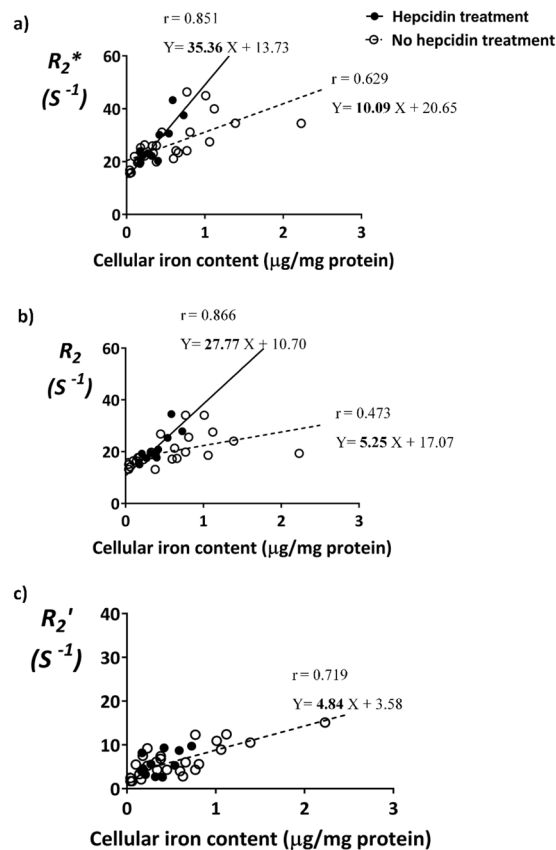 a)
r = 0.851
Y= 35.36 X + 13.73
Hepcidin treatment
No hepcidin treatment
R2*
(S -1)
r = 0.629
Y= 10.09 X + 20.65
60
40
20
0
0 1 2 3
Cellular iron content (μg/mg protein)
b)
r = 0.866
Y= 27.77 X + 10.70
R2
(S -1)
r = 0.473
Y= 5.25 X + 17.07
60
40
20
0
0 1 2 3
Cellular iron content (μg/mg protein)
c)
R2'
(S -1)
r = 0.719
Y= 4.84 X + 3.58
40
30
20
10
0
0 1 2 3
Cellular iron content (μg/mg protein)